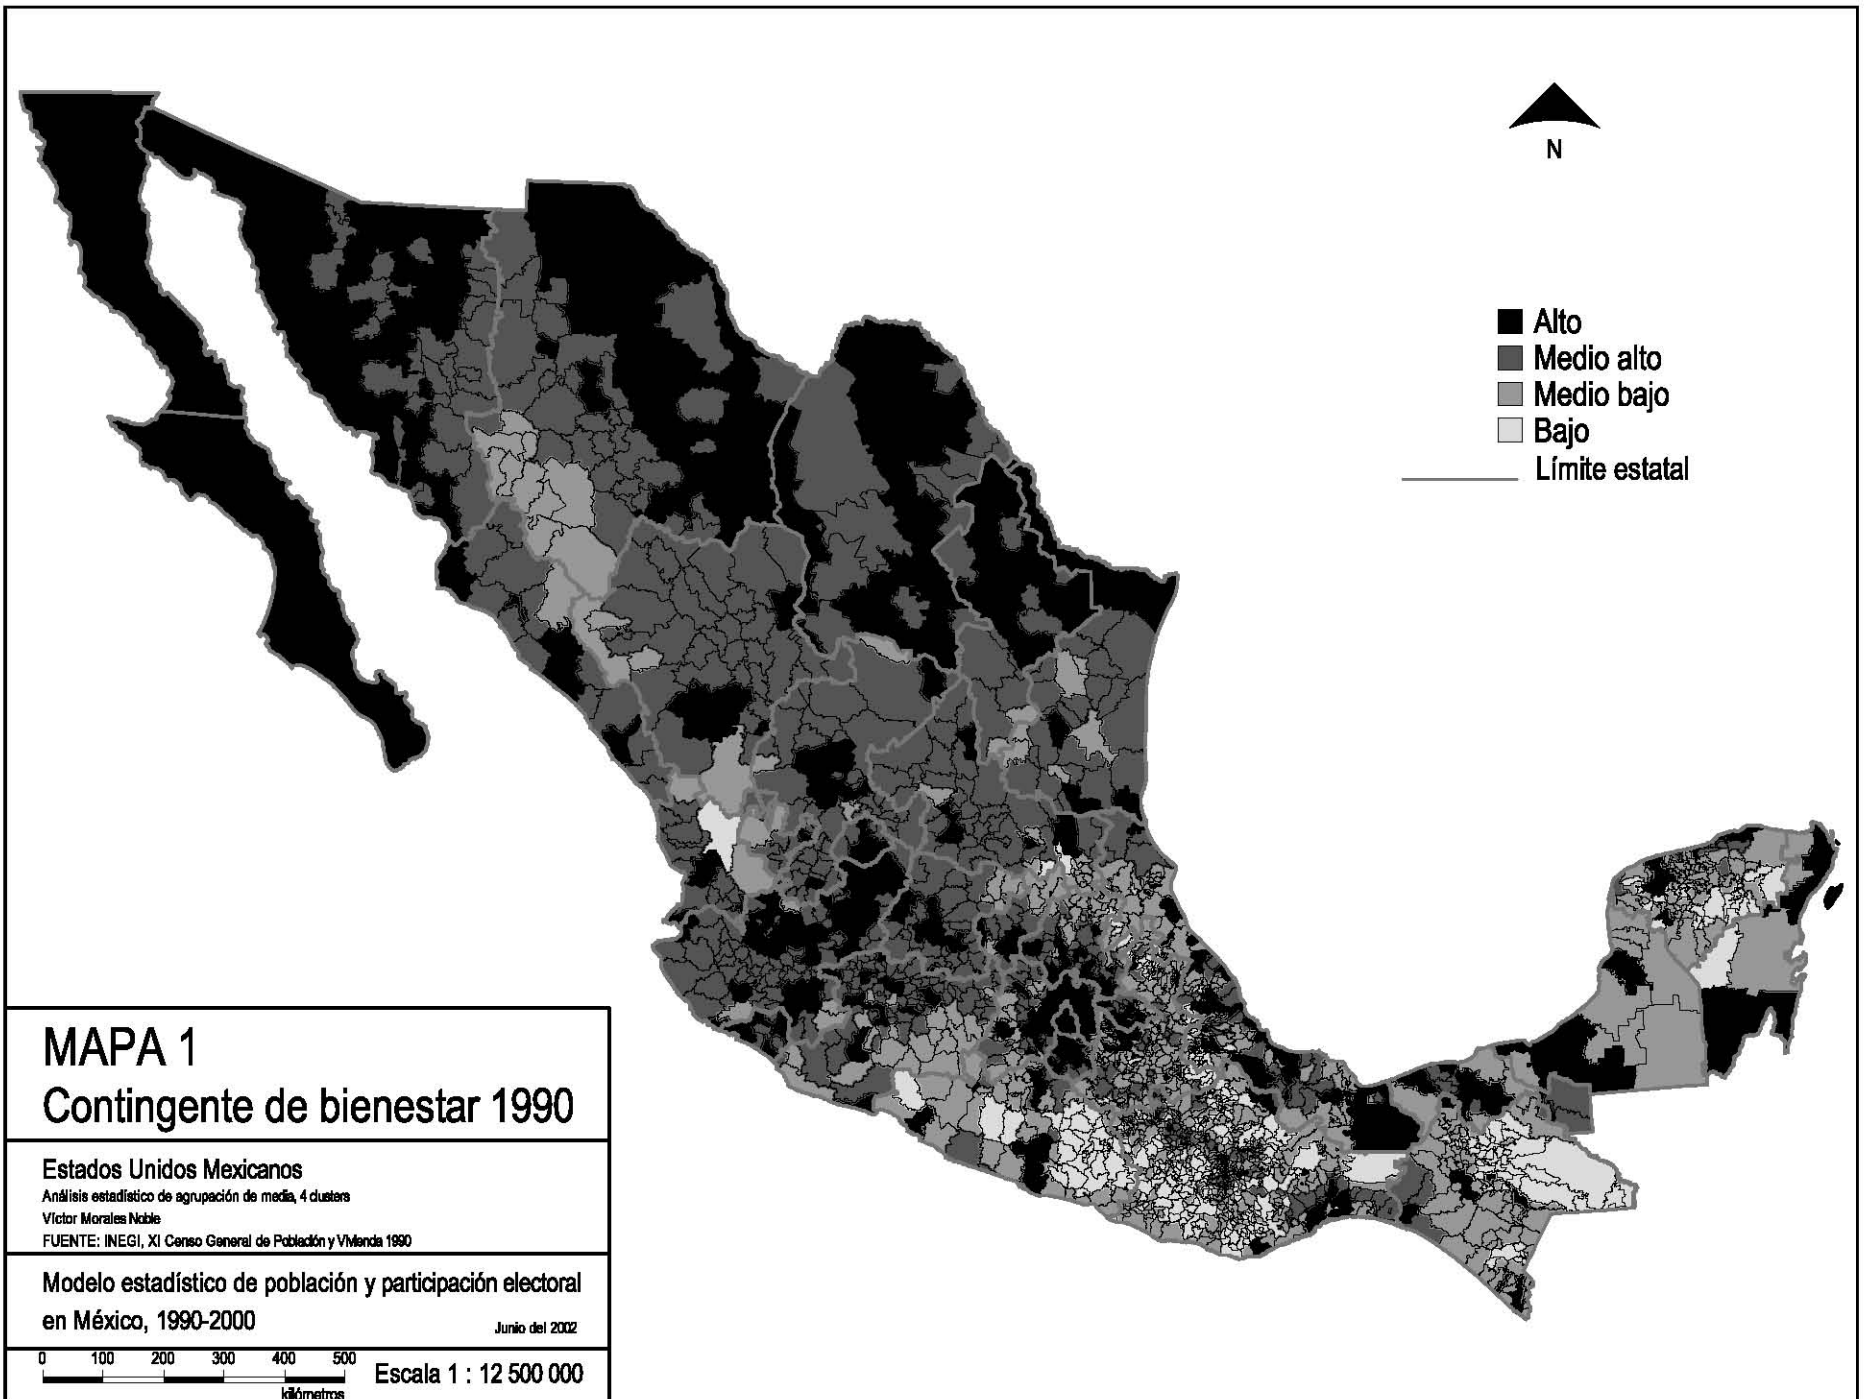 N
Alto
Medio alto
Medio bajo
Bajo
Límite estatal
MAPA 1
Contingente de bienestar 1990
Estados Unidos Mexicanos
Análisis estadístico de agrupación de media, 4 clusters
Víctor Morales Noble
FUENTE: INEGI, XI Censo General de Población y Vivienda 1990
Modelo estadístico de población y participación electoral
en México, 1990-2000
Junio del 2002
0 100 200 300 400 500
kilómetros
Escala 1 : 12 500 000